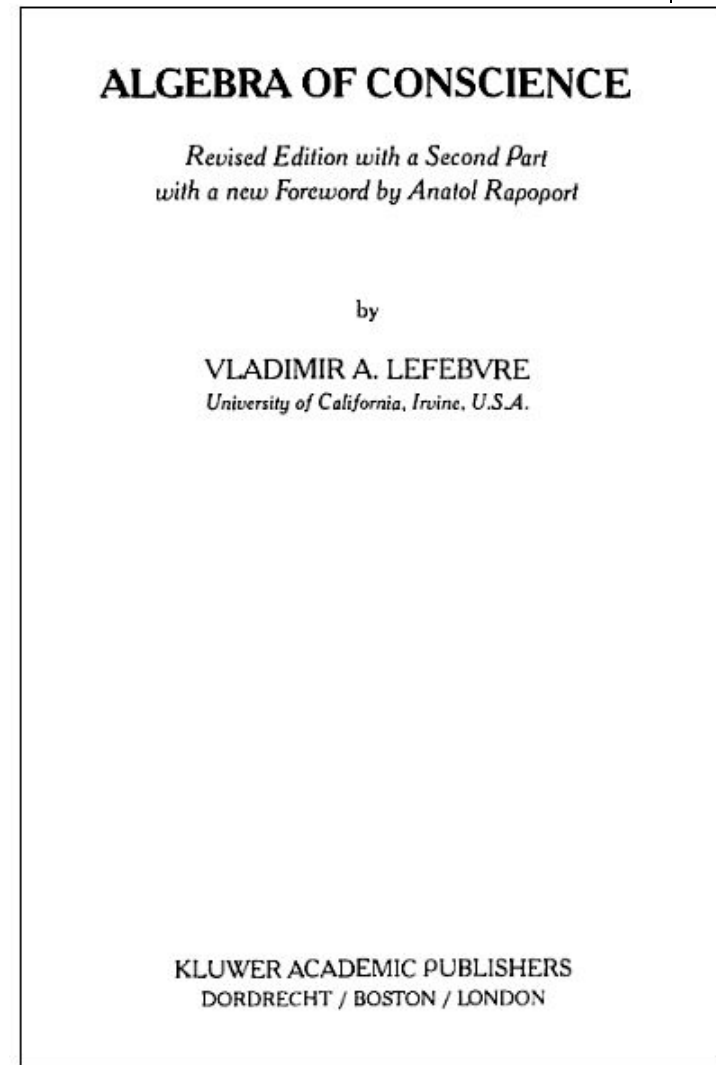 ALGEBRA OF CONSCIENCE
Revised Edition with a Second Part
with a new Foreword by Anatol Rapoport
by
VLADIMIR A. LEFEBVRE
University of California, Irvine, U.S.A.
KLUWER ACADEMIC PUBLISHERS
DORDRECHT / BOSTON / LONDON